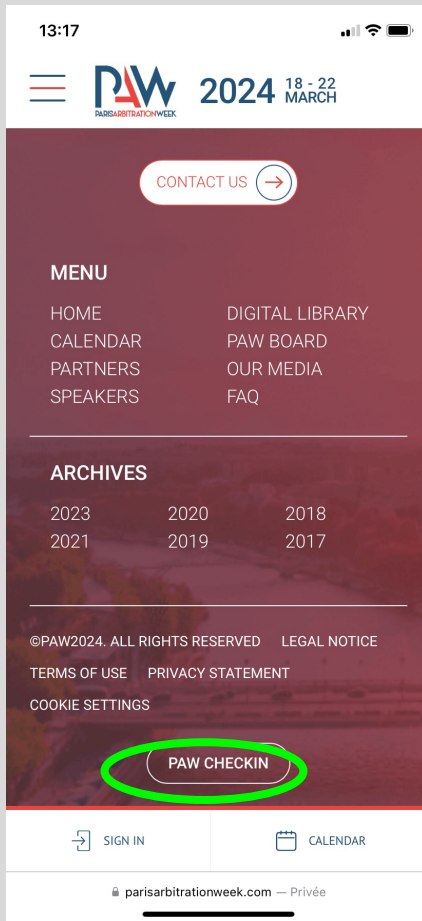 13:17
PAW 2024 18 - 22 MARCH
PARISARBITRATIONWEEK
CONTACT US
MENU
HOME DIGITAL LIBRARY
CALENDAR PAW BOARD
PARTNERS OUR MEDIA
SPEAKERS FAQ
ARCHIVES
2023 2020 2018
2021 2019 2017
©PAW2024. ALL RIGHTS RESERVED LEGAL NOTICE
TERMS OF USE PRIVACY STATEMENT
COOKIE SETTINGS
PAW CHECKIN
SIGN IN CALENDAR
parisarbitrationweek.com — Privée